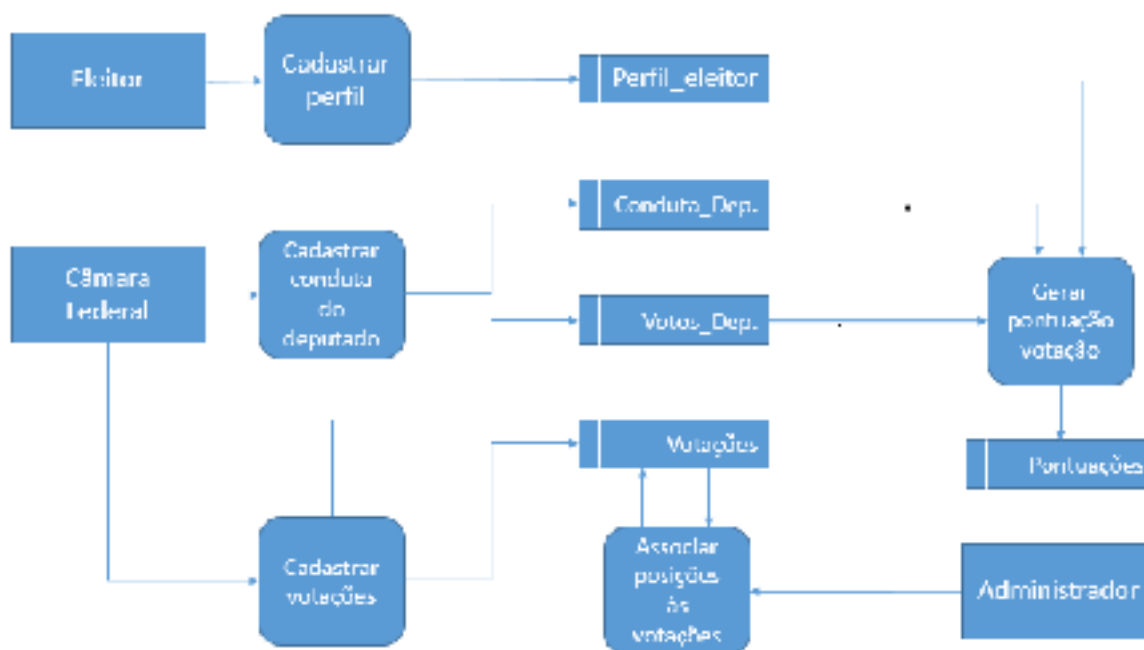 Eleitor
Cadastrar
perfil
Perfil_eleitor
Conduta_Dep.
Câmara
Federal
Cadastrar
conduta
do
deputado
Votos_Dep.
Gerar
pontuação
votação
Votações
Pontuações
Cadastrar
votações
Associar
posições
às
votações
Administrador